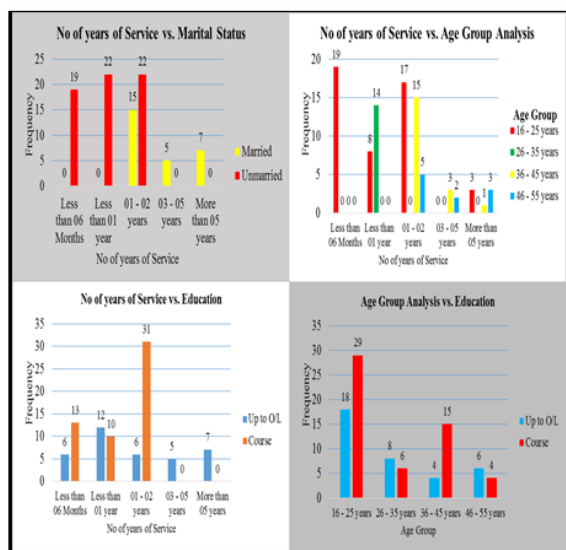 No of years of Service vs. Marital Status
Frequency
25
20
15
10
5
0
0 19
0 22
15 22
5 0
7 0
Less than 06 Months
Less than 01 year
01 - 02 years
03 - 05 years
More than 05 years
No of years of Service
Married
Unmarried
No of years of Service vs. Age Group Analysis
Frequency
20
15
10
5
0
19 0 0 0
8 14 0 0
17 15 5
0 0 3 2
3 0 1 3
Less than 06 Months
Less than 01 year
01 - 02 years
03 - 05 years
More than 05 years
No of years of Service
Age Group
16 - 25 years
26 - 35 years
36 - 45 years
46 - 55 years
No of years of Service vs. Education
Frequency
35
30
25
20
15
10
5
0
6 13
12 10
6 31
5 0
7 0
Less than 06 Months
Less than 01 year
01 - 02 years
03 - 05 years
More than 05 years
No of years of Service
Up to O/L
Course
Age Group Analysis vs. Education
Frequency
35
30
25
20
15
10
5
0
18 29
8 6
4 15
6 4
16 - 25 years
26 - 35 years
36 - 45 years
46 - 55 years
Age Group
Up to O/L
Course